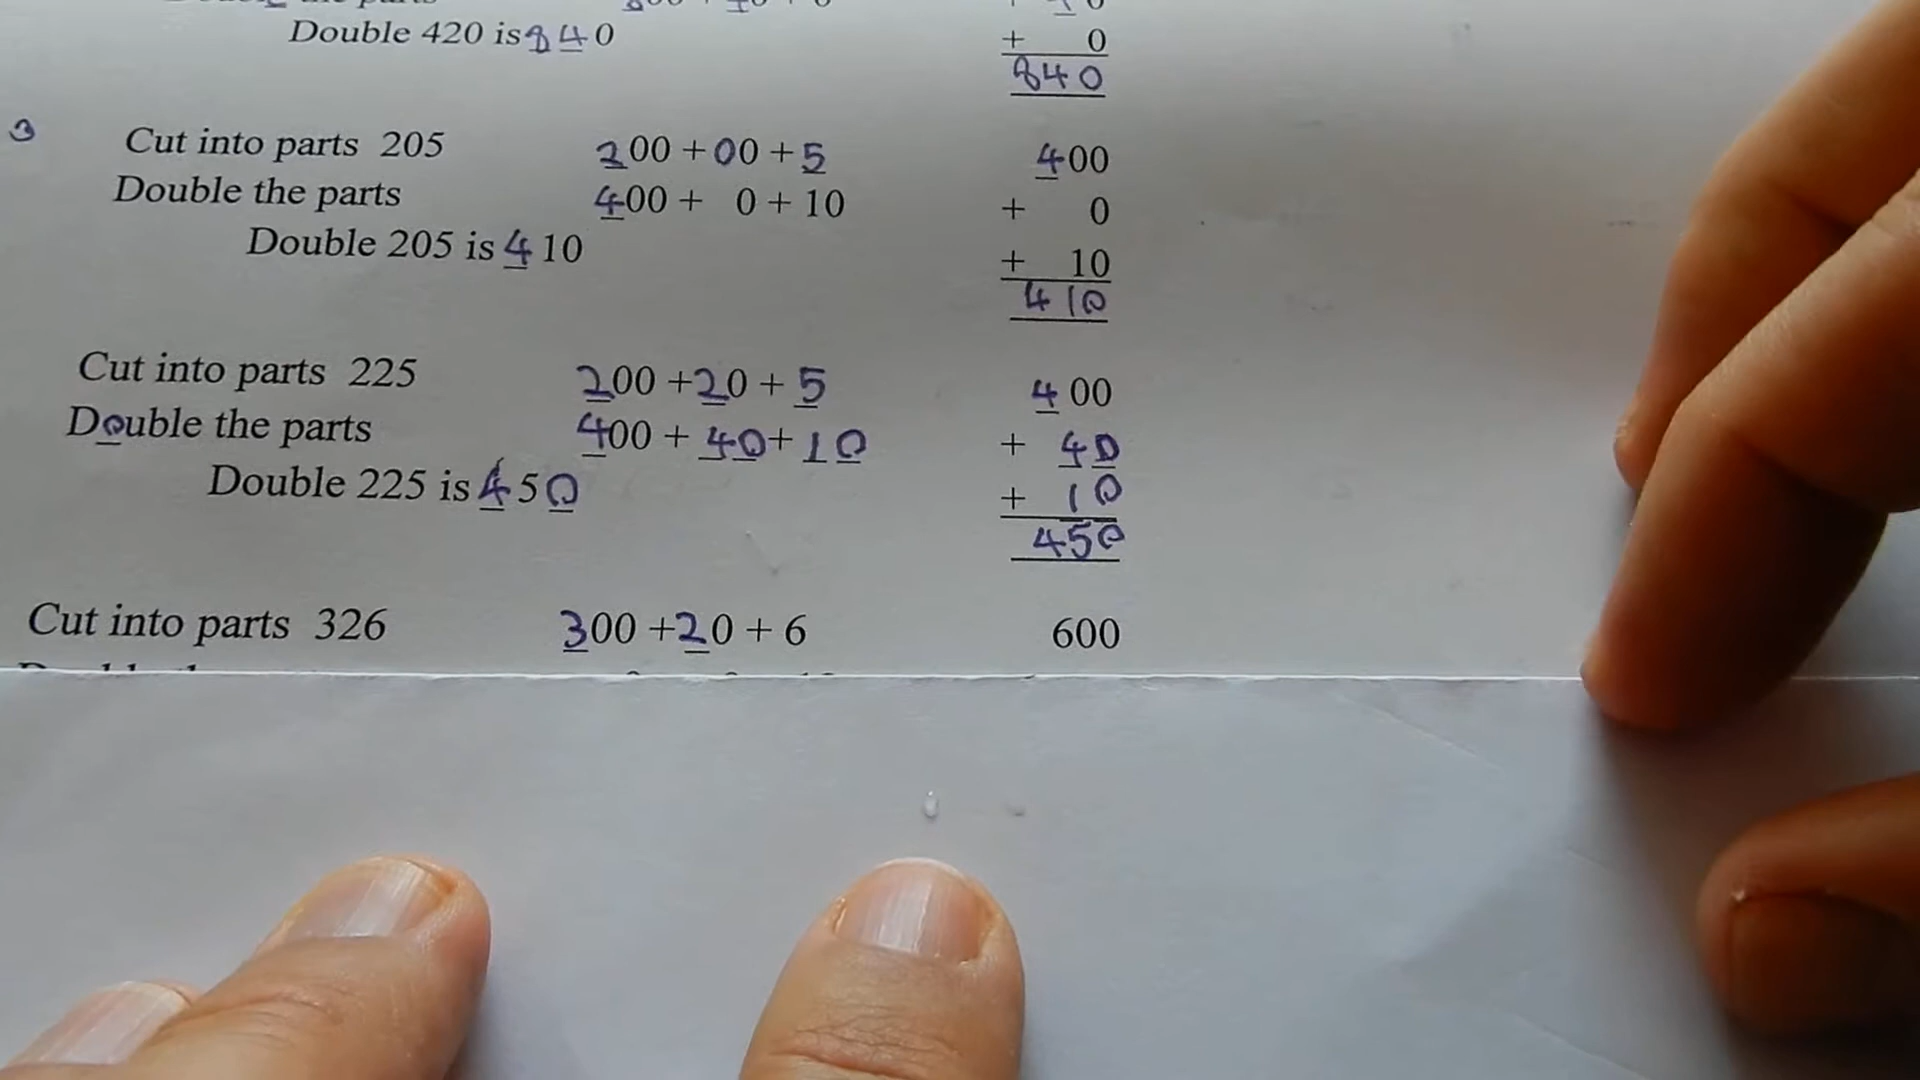 Double 420 is 840
+ 0
840
3
Cut into parts 205 200 + 00 + 5 400
Double the parts 400 + 0 + 10 + 0
Double 205 is 410 + 10
410
Cut into parts 225 200 + 20 + 5 400
Double the parts 400 + 40 + 10 + 40
Double 225 is 450 + 10
450
Cut into parts 326 300 + 20 + 6 600